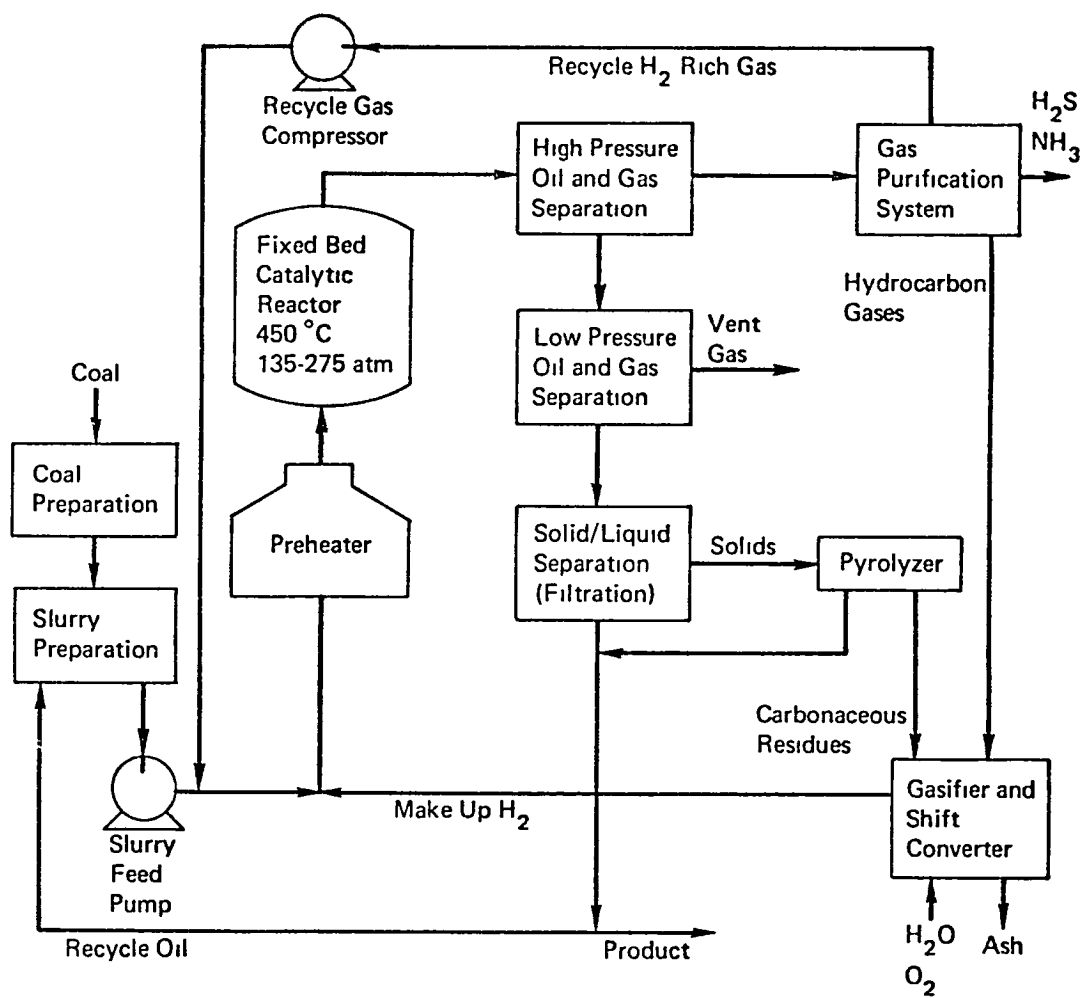 Recycle H2 Rich Gas
Recycle Gas
Compressor
H2S
NH3
High Pressure
Oil and Gas
Separation
Gas
Purification
System
Fixed Bed
Catalytic
Reactor
450 °C
135-275 atm
Hydrocarbon
Gases
Low Pressure
Oil and Gas
Separation
Vent
Gas
Coal
Coal
Preparation
Preheater
Solid/Liquid
Separation
(Filtration)
Solids
Pyrolyzer
Slurry
Preparation
Carbonaceous
Residues
Gasifier and
Shift
Converter
Make Up H2
Slurry
Feed
Pump
Recycle Oil
Product
H2O
O2
Ash